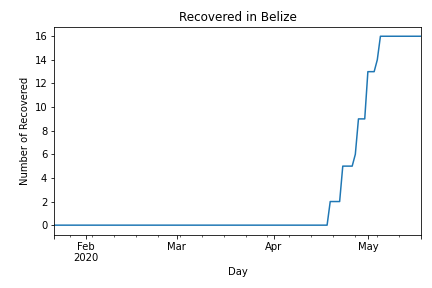 Recovered in Belize
Number of Recovered
16
14
12
10
8
6
4
2
0
Feb
2020
Mar
Apr
May
Day